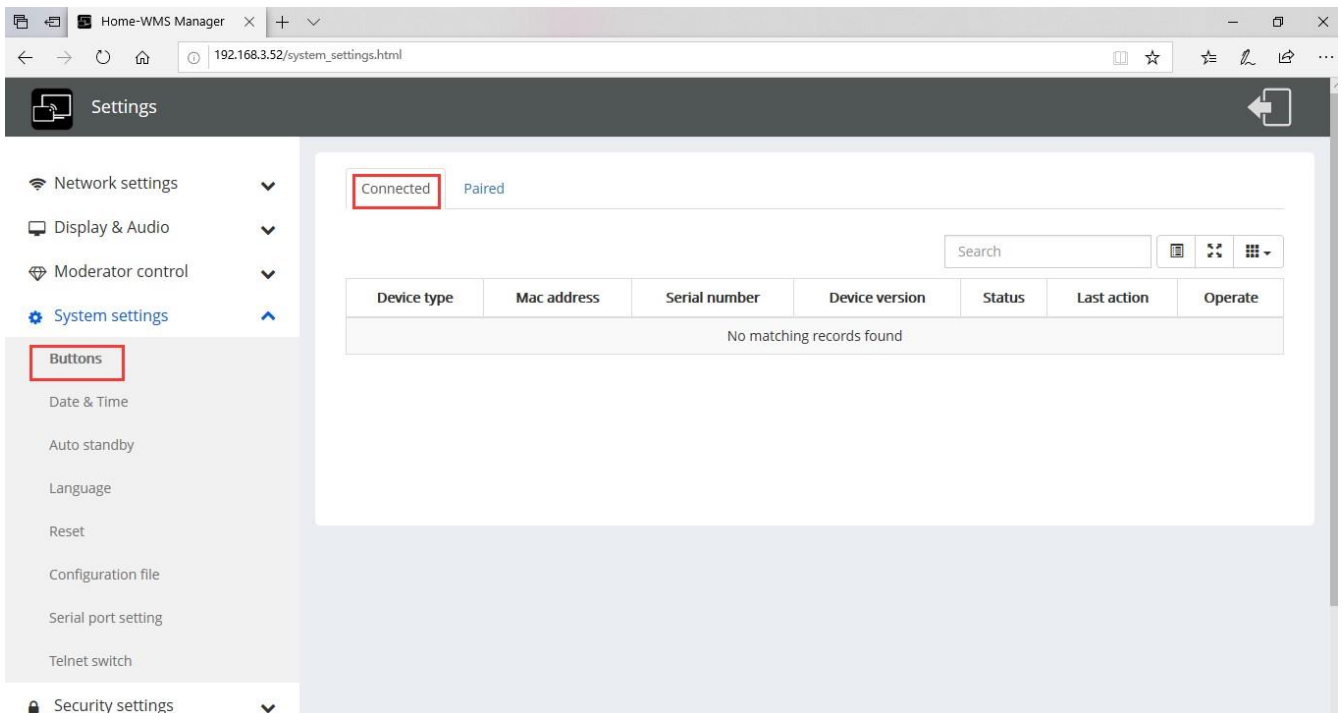 Home-WMS Manager
192.168.3.52/system_settings.html
Settings
Network settings
Display & Audio
Moderator control
System settings
Buttons
Date & Time
Auto standby
Language
Reset
Configuration file
Serial port setting
Telnet switch
Security settings
Connected Paired
Search
Device type Mac address Serial number Device version Status Last action Operate
No matching records found